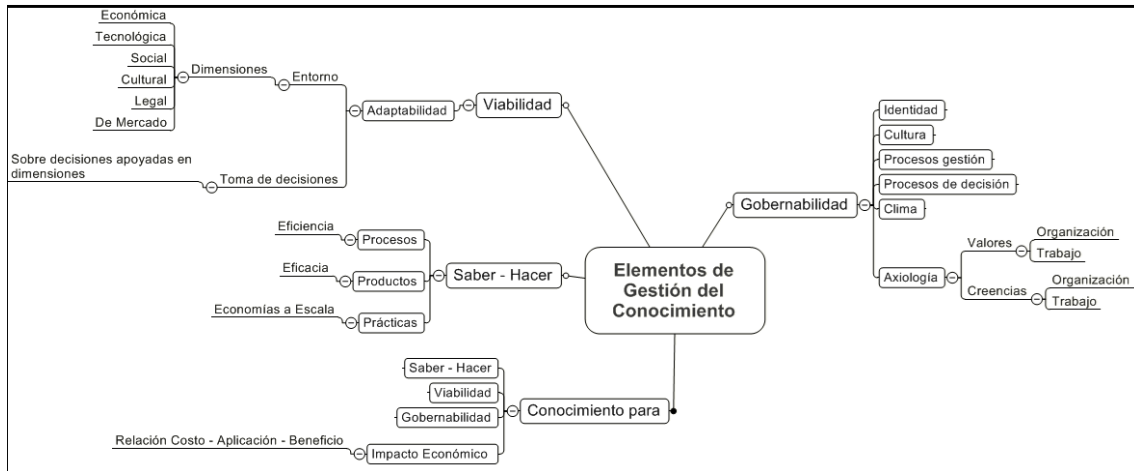 Económica
Tecnológica
Social
Cultural
Legal
De Mercado
Dimensiones
Entorno
Sobre decisiones apoyadas en
dimensiones
Toma de decisiones
Adaptabilidad
Viabilidad
Eficiencia
Procesos
Eficacia
Productos
Economías a Escala
Prácticas
Saber - Hacer
Saber - Hacer
Viabilidad
Gobernabilidad
Relación Costo - Aplicación - Beneficio
Impacto Económico
Conocimiento para
Elementos de
Gestión del
Conocimiento
Gobernabilidad
Identidad
Cultura
Procesos gestión
Procesos de decisión
Clima
Axiología
Valores
Organización
Trabajo
Creencias
Organización
Trabajo